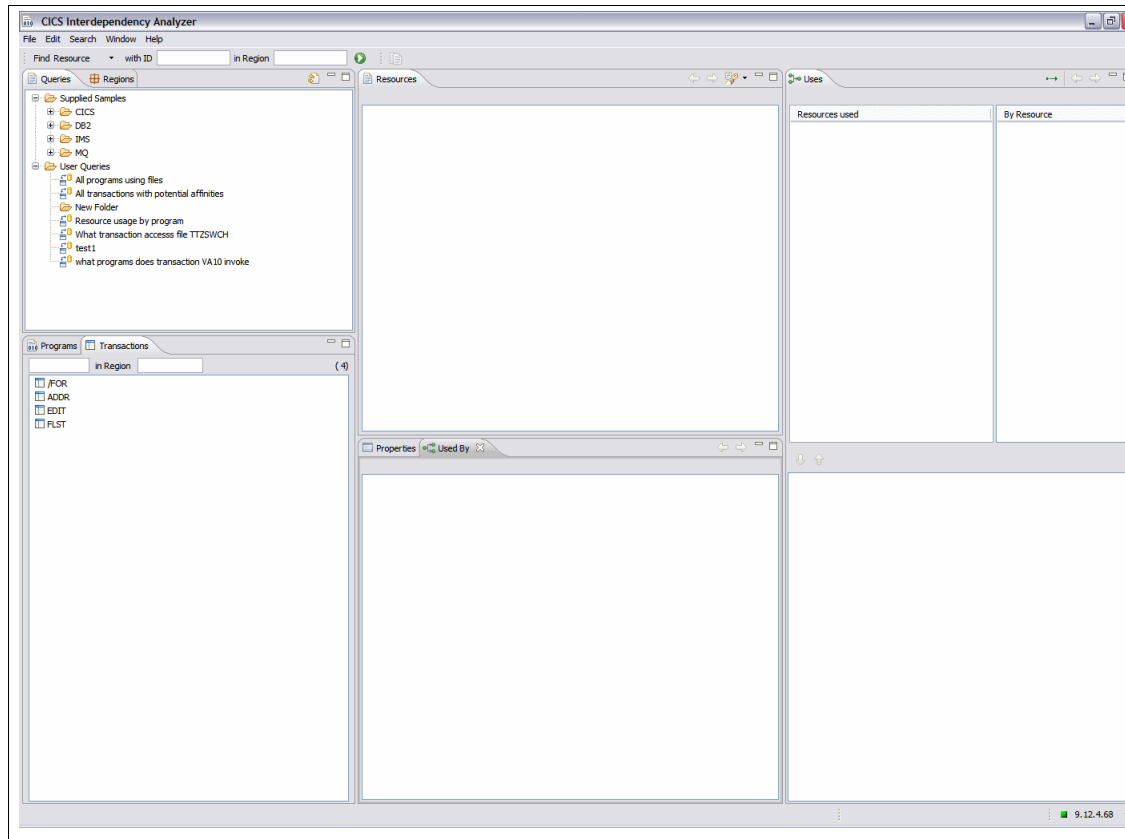 CICS Interdependency Analyzer
File Edit Search Window Help
Find Resource with ID in Region
Queries Regions
Supplied Samples
CICS
DB2
IMS
MQ
User Queries
All programs using files
All transactions with potential affinities
New Folder
Resource usage by program
What transaction accesss file TTZSWCH
test1
what programs does transaction VA10 invoke
Programs Transactions
in Region (4)
/FOR
ADDR
EDIT
FLST
Resources
Properties Used By
Uses
Resources used By Resource
9.12.4.68